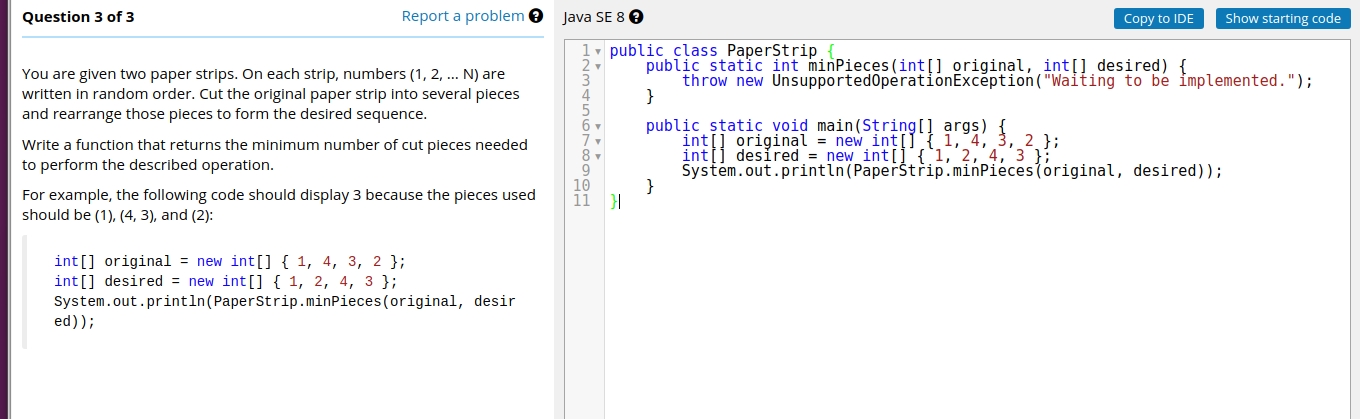 Question 3 of 3
Report a problem ?
You are given two paper strips. On each strip, numbers (1, 2, ... N) are
written in random order. Cut the original paper strip into several pieces
and rearrange those pieces to form the desired sequence.
Write a function that returns the minimum number of cut pieces needed
to perform the described operation.
For example, the following code should display 3 because the pieces used
should be (1), (4, 3), and (2):
int[] original = new int[] { 1, 4, 3, 2 };
int[] desired = new int[] { 1, 2, 4, 3 };
System.out.println(PaperStrip.minPieces(original, desir
ed));
Java SE 8 ?
Copy to IDE
Show starting code
1 public class PaperStrip {
2     public static int minPieces(int[] original, int[] desired) {
3         throw new UnsupportedOperationException("Waiting to be implemented.");
4     }
5
6     public static void main(String[] args) {
7         int[] original = new int[] { 1, 4, 3, 2 };
8         int[] desired = new int[] { 1, 2, 4, 3 };
9         System.out.println(PaperStrip.minPieces(original, desired));
10     }
11 }